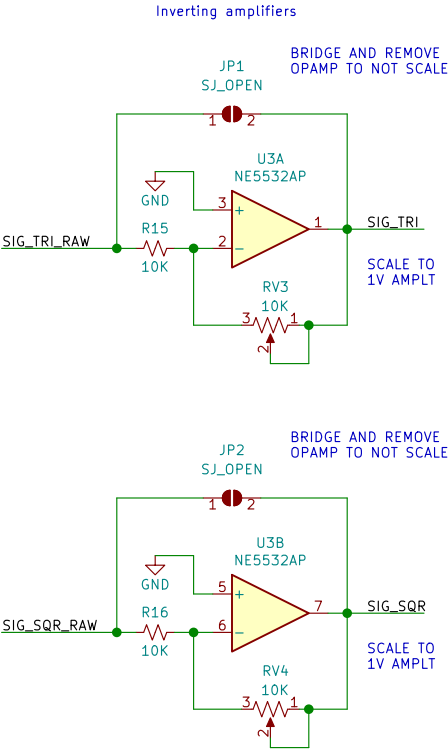 Inverting amplifiers
BRIDGE AND REMOVE
OPAMP TO NOT SCALE
JP1
SJ_OPEN
1 2
U3A
NE5532AP
GND
3 +
1
SIG_TRI
SIG_TRI_RAW
R15
10K
2 −
SCALE TO
1V AMPLT
RV3
10K
3 1
2
BRIDGE AND REMOVE
OPAMP TO NOT SCALE
JP2
SJ_OPEN
1 2
U3B
NE5532AP
GND
5 +
7
SIG_SQR
SIG_SQR_RAW
R16
10K
6 −
SCALE TO
1V AMPLT
RV4
10K
3 1
2